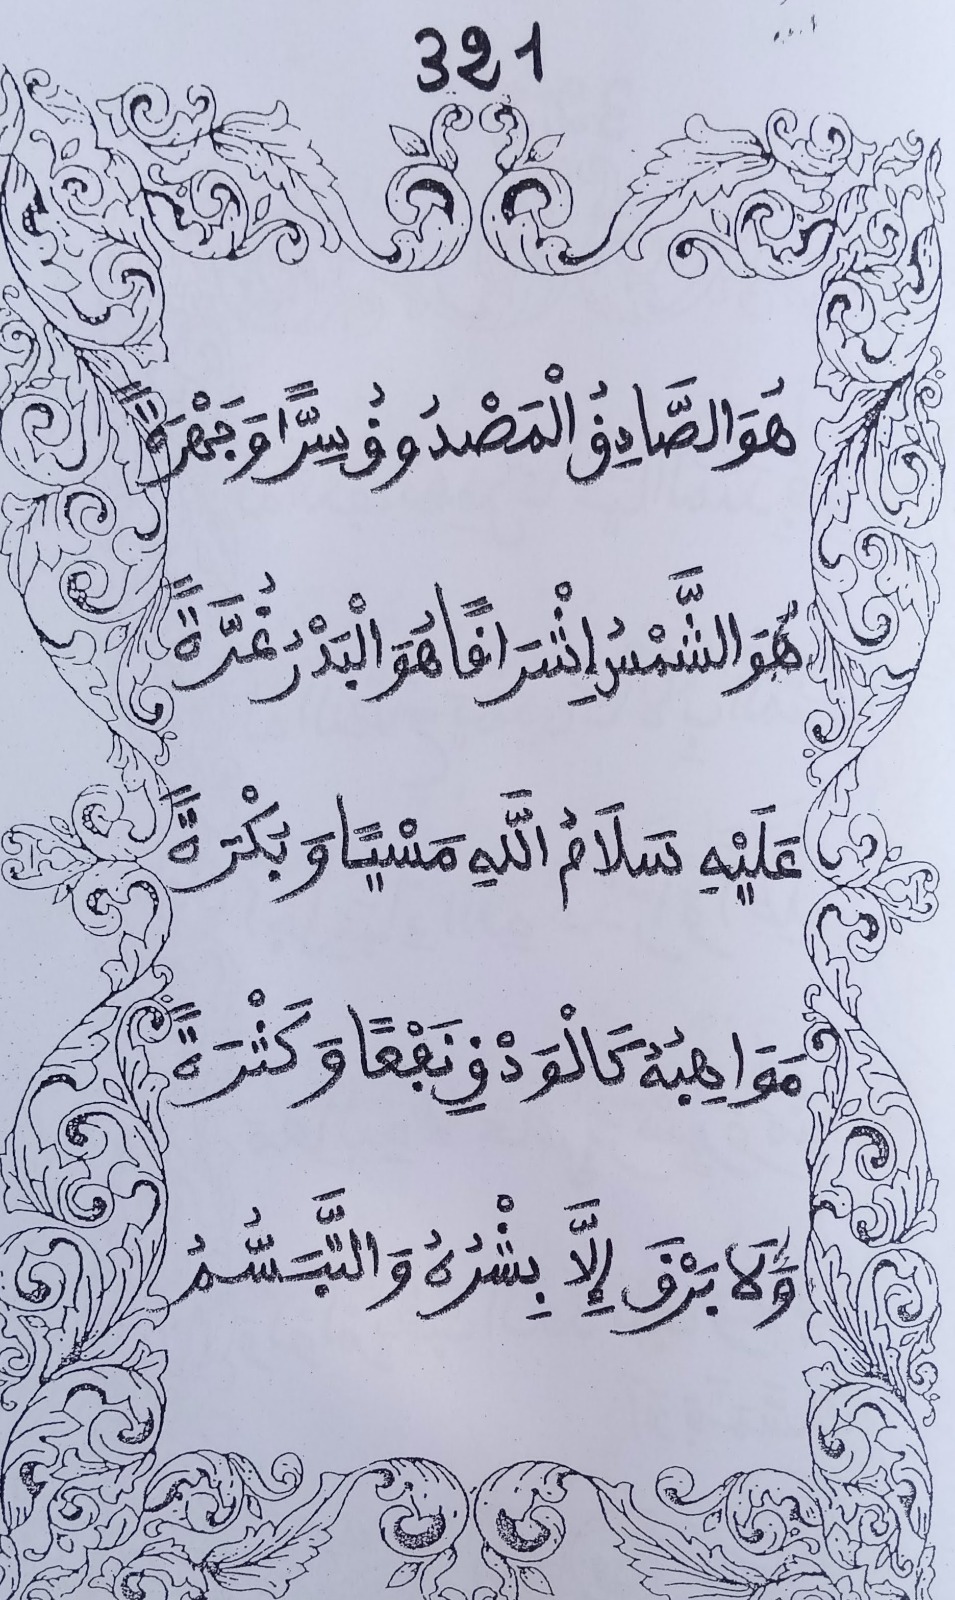 321
هُوَ الصَّادِقُ الْمَصْدُوقُ سِرًّا وَجَهْرَةً
هُوَ الشَّمْسُ إِشْرَاقًا هُوَ الْبَدْرُ غُرَّةً
عَلَيْهِ سَلَامُ اللَّهِ مَسْيًا وَبُكْرَةً
مَوَاهِبُهُ كَالْوَدْقِ نَفْعًا وَكَثْرَةً
وَلَا بَرْقَ إِلَّا بِشْرُهُ وَالتَّبَسُّمُ